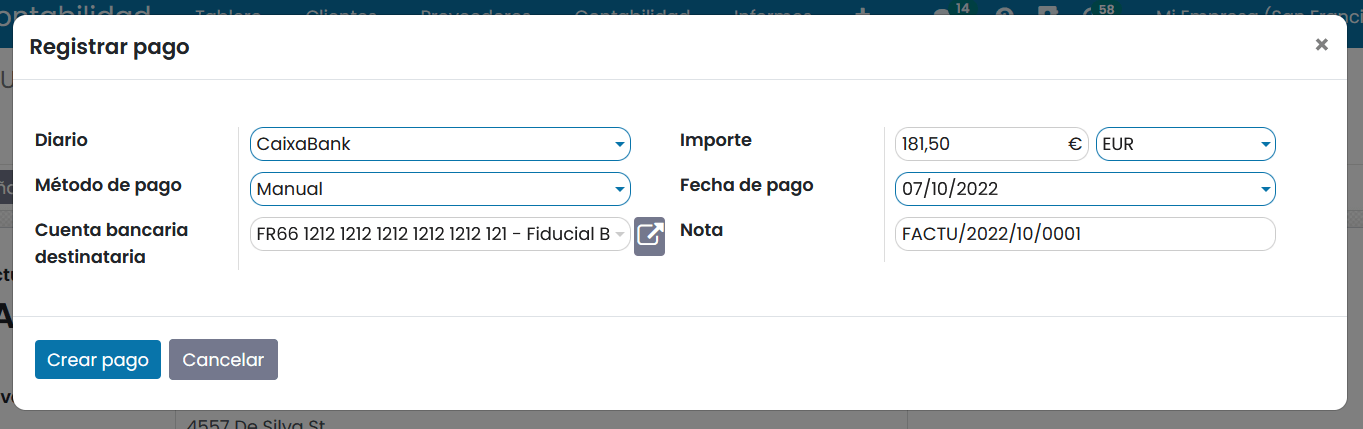 Contabilidad Tablero Clientes Proveedores Contabilidad Informes + 14 58 Mi Empresa (San Franci
Registrar pago ×
Diario CaixaBank Importe 181,50 € EUR
Método de pago Manual Fecha de pago 07/10/2022
Cuenta bancaria destinataria FR66 1212 1212 1212 1212 1212 121 - Fiducial B Nota FACTU/2022/10/0001
Crear pago Cancelar
4557 De Silva St